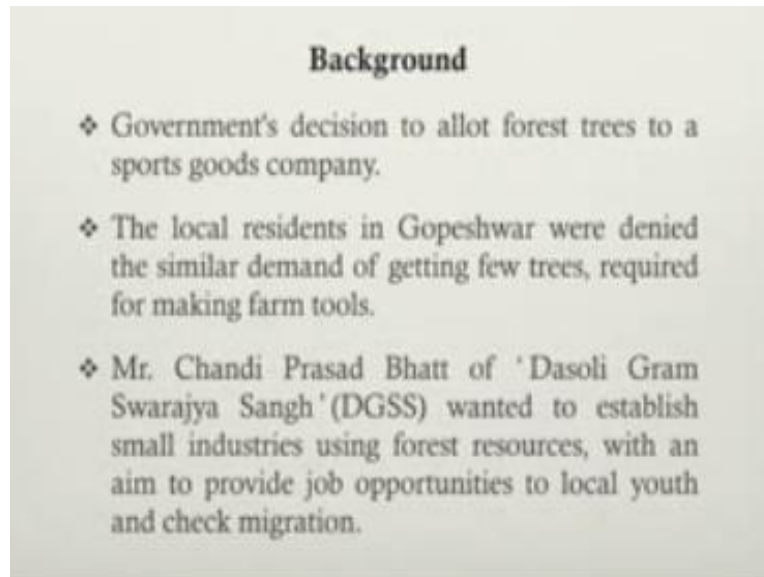 Background
❖ Government's decision to allot forest trees to a
sports goods company.
❖ The local residents in Gopeshwar were denied
the similar demand of getting few trees, required
for making farm tools.
❖ Mr. Chandi Prasad Bhatt of 'Dasoli Gram
Swarajya Sangh' (DGSS) wanted to establish
small industries using forest resources, with an
aim to provide job opportunities to local youth
and check migration.